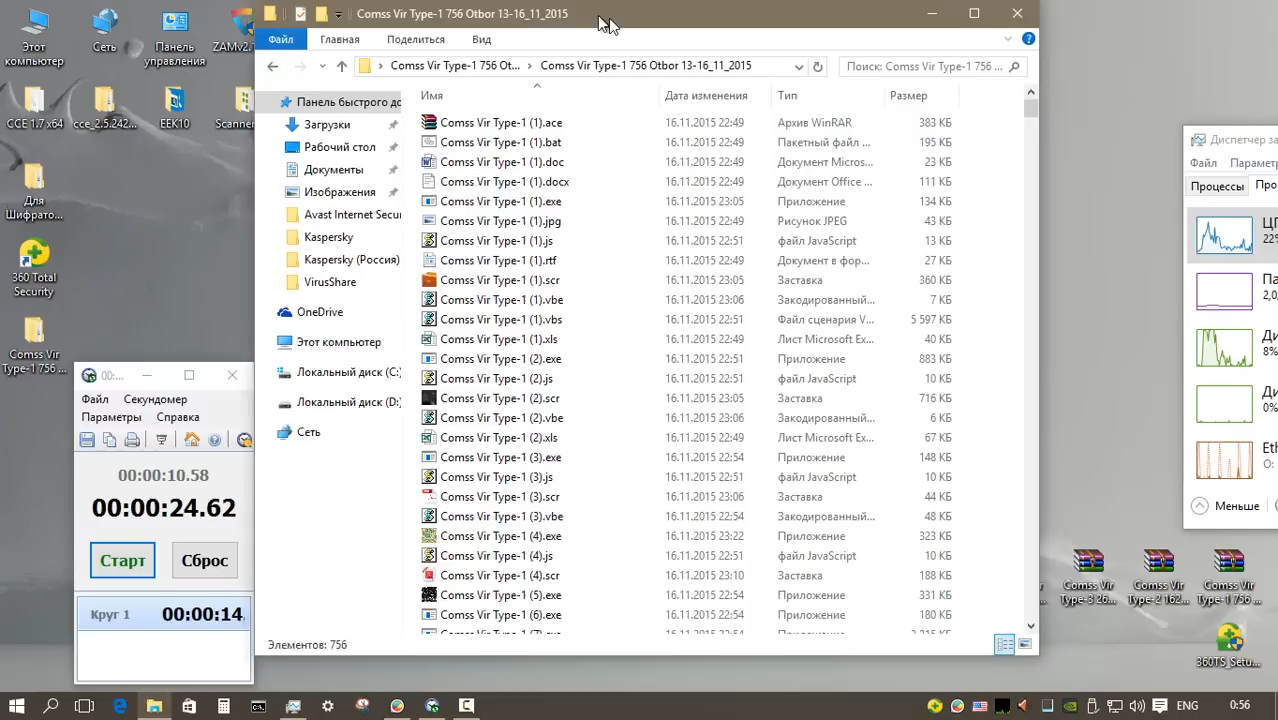 Этот
компьютер
Сеть
Панель
управления
ZAMv2.
CCE 1.7 x64
cce_2.5.242...
EEK10
Scanner
Для
Шифрато...
360 Total
Security
Comss Vir
Type-1 756 ...
Comss Vir Type-1 756 Otbor 13-16_11_2015
Файл
Главная
Поделиться
Вид
Comss Vir Type-1 756 Ot...
Comss Vir Type-1 756 Otbor 13-16_11_2015
Поиск: Comss Vir Type-1 756 ...
Панель быстрого до
Загрузки
Рабочий стол
Документы
Изображения
Avast Internet Secur
Kaspersky
Kaspersky (Россия)
VirusShare
OneDrive
Этот компьютер
Локальный диск (C:)
Локальный диск (D:)
Сеть
Имя Дата изменения Тип Размер
Comss Vir Type-1 (1).ace 16.11.2015 22:49 Архив WinRAR 383 КБ
Comss Vir Type-1 (1).bat 16.11.2015 22:49 Пакетный файл ... 195 КБ
Comss Vir Type-1 (1).doc 16.11.2015 22:49 Документ Micros... 23 КБ
Comss Vir Type-1 (1).docx 16.11.2015 22:49 Документ Office ... 111 КБ
Comss Vir Type-1 (1).exe 16.11.2015 23:05 Приложение 134 КБ
Comss Vir Type-1 (1).jpg 16.11.2015 22:49 Рисунок JPEG 43 КБ
Comss Vir Type-1 (1).js 16.11.2015 22:51 файл JavaScript 13 КБ
Comss Vir Type-1 (1).rtf 16.11.2015 22:49 Документ в фор... 27 КБ
Comss Vir Type-1 (1).scr 16.11.2015 22:49 Заставка 360 КБ
Comss Vir Type-1 (1).vbe 16.11.2015 23:06 Закодированный... 7 КБ
Comss Vir Type-1 (1).vbs 16.11.2015 22:51 Файл сценария V... 5 597 КБ
Comss Vir Type-1 (1).xls 16.11.2015 22:49 Лист Microsoft Ex... 40 КБ
Comss Vir Type-1 (2).exe 16.11.2015 22:51 Приложение 883 КБ
Comss Vir Type-1 (2).js 16.11.2015 22:51 файл JavaScript 10 КБ
Comss Vir Type-1 (2).scr 16.11.2015 23:05 Заставка 716 КБ
Comss Vir Type-1 (2).vbe 16.11.2015 23:06 Закодированный... 6 КБ
Comss Vir Type-1 (2).xls 16.11.2015 22:49 Лист Microsoft Ex... 67 КБ
Comss Vir Type-1 (3).exe 16.11.2015 22:54 Приложение 148 КБ
Comss Vir Type-1 (3).js 16.11.2015 22:51 файл JavaScript 10 КБ
Comss Vir Type-1 (3).scr 16.11.2015 23:06 Заставка 44 КБ
Comss Vir Type-1 (3).vbe 16.11.2015 22:54 Закодированный... 48 КБ
Comss Vir Type-1 (4).exe 16.11.2015 23:22 Приложение 323 КБ
Comss Vir Type-1 (4).js 16.11.2015 22:51 файл JavaScript 10 КБ
Comss Vir Type-1 (4).scr 16.11.2015 23:10 Заставка 188 КБ
Comss Vir Type-1 (5).exe 16.11.2015 22:54 Приложение 331 КБ
Comss Vir Type-1 (6).exe 16.11.2015 22:54 Приложение 180 КБ
Элементов: 756
00:...
Файл Секундомер
Параметры Справка
00:00:10.58
00:00:24.62
Старт
Сброс
Круг 1 00:00:14.
Диспетчер за
Файл Параметр
Процессы Про
ЦГ
22%
Па
2,0,
Ди
8%
Ди
0%
Eth
Меньше
Comss Vir
Type-3 26...
Comss Vir
Type-2 162...
Comss Vir
Type-1 756 ...
360TS_Setu...
ENG
0:56